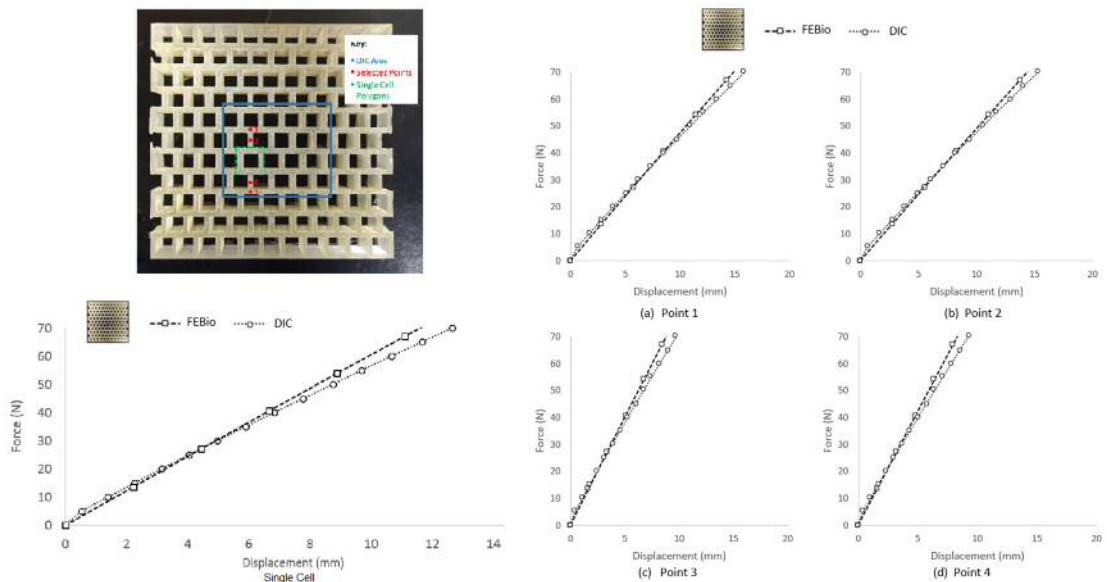 Key:
DIC Area
Selected Points
Single Cell
Polygons
FEBio
DIC
70
60
50
40
30
20
10
0
Force (N)
0
2
4
6
8
10
12
14
Displacement (mm)
Single Cell
FEBio
DIC
70
60
50
40
30
20
10
0
Force (N)
0
5
10
15
20
Displacement (mm)
(a) Point 1
70
60
50
40
30
20
10
0
Force (N)
0
5
10
15
20
Displacement (mm)
(b) Point 2
70
60
50
40
30
20
10
0
Force (N)
0
5
10
15
20
Displacement (mm)
(c) Point 3
70
60
50
40
30
20
10
0
Force (N)
0
5
10
15
20
Displacement (mm)
(d) Point 4